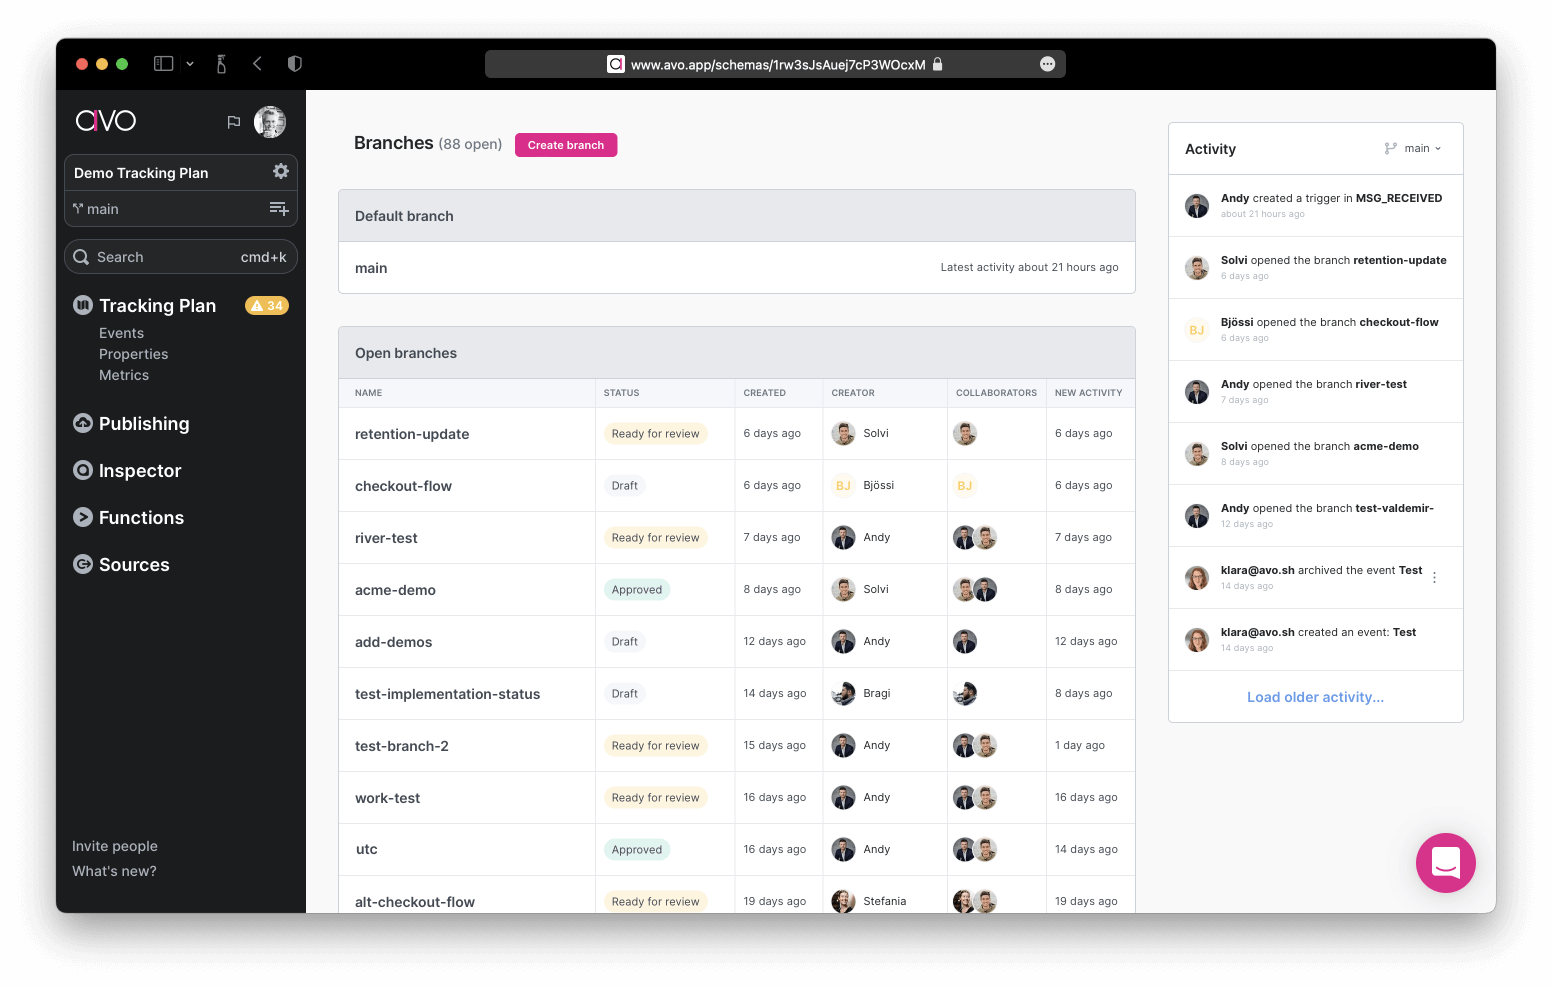 www.avo.app/schemas/1rw3sJsAuej7cP3WOcxM
avo
Demo Tracking Plan
main
Search cmd+k
Tracking Plan 34
Events
Properties
Metrics
Publishing
Inspector
Functions
Sources
Invite people
What's new?
Branches (88 open) Create branch
Default branch
main Latest activity about 21 hours ago
Open branches
NAME STATUS CREATED CREATOR COLLABORATORS NEW ACTIVITY
retention-update Ready for review 6 days ago Solvi 6 days ago
checkout-flow Draft 6 days ago BJ Bjössi BJ 6 days ago
river-test Ready for review 7 days ago Andy 7 days ago
acme-demo Approved 8 days ago Solvi 8 days ago
add-demos Draft 12 days ago Andy 12 days ago
test-implementation-status Draft 14 days ago Bragi 8 days ago
test-branch-2 Ready for review 15 days ago Andy 1 day ago
work-test Ready for review 16 days ago Andy 16 days ago
utc Approved 16 days ago Andy 14 days ago
alt-checkout-flow Ready for review 19 days ago Stefania 19 days ago
Activity main
Andy created a trigger in MSG_RECEIVED
about 21 hours ago
Solvi opened the branch retention-update
6 days ago
BJ Bjössi opened the branch checkout-flow
6 days ago
Andy opened the branch river-test
7 days ago
Solvi opened the branch acme-demo
8 days ago
Andy opened the branch test-valdemir-
12 days ago
klara@avo.sh archived the event Test
14 days ago
klara@avo.sh created an event: Test
14 days ago
Load older activity...